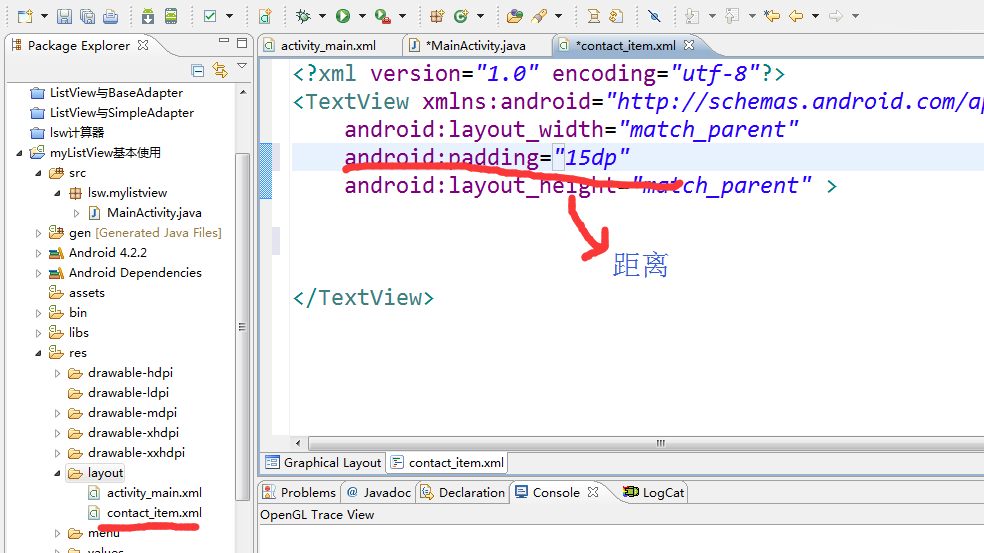 Package Explorer
activity_main.xml
*MainActivity.java
*contact_item.xml
ListView与BaseAdapter
ListView与SimpleAdapter
lsw计算器
myListView基本使用
src
lsw.mylistview
MainActivity.java
gen [Generated Java Files]
Android 4.2.2
Android Dependencies
assets
bin
libs
res
drawable-hdpi
drawable-ldpi
drawable-mdpi
drawable-xhdpi
drawable-xxhdpi
layout
activity_main.xml
contact_item.xml
menu
values
<?xml version="1.0" encoding="utf-8"?>
<TextView xmlns:android="http://schemas.android.com/ap
android:layout_width="match_parent"
android:padding="15dp"
android:layout_height="match_parent" >
距离
</TextView>
Graphical Layout
contact_item.xml
Problems
Javadoc
Declaration
Console
LogCat
OpenGL Trace View